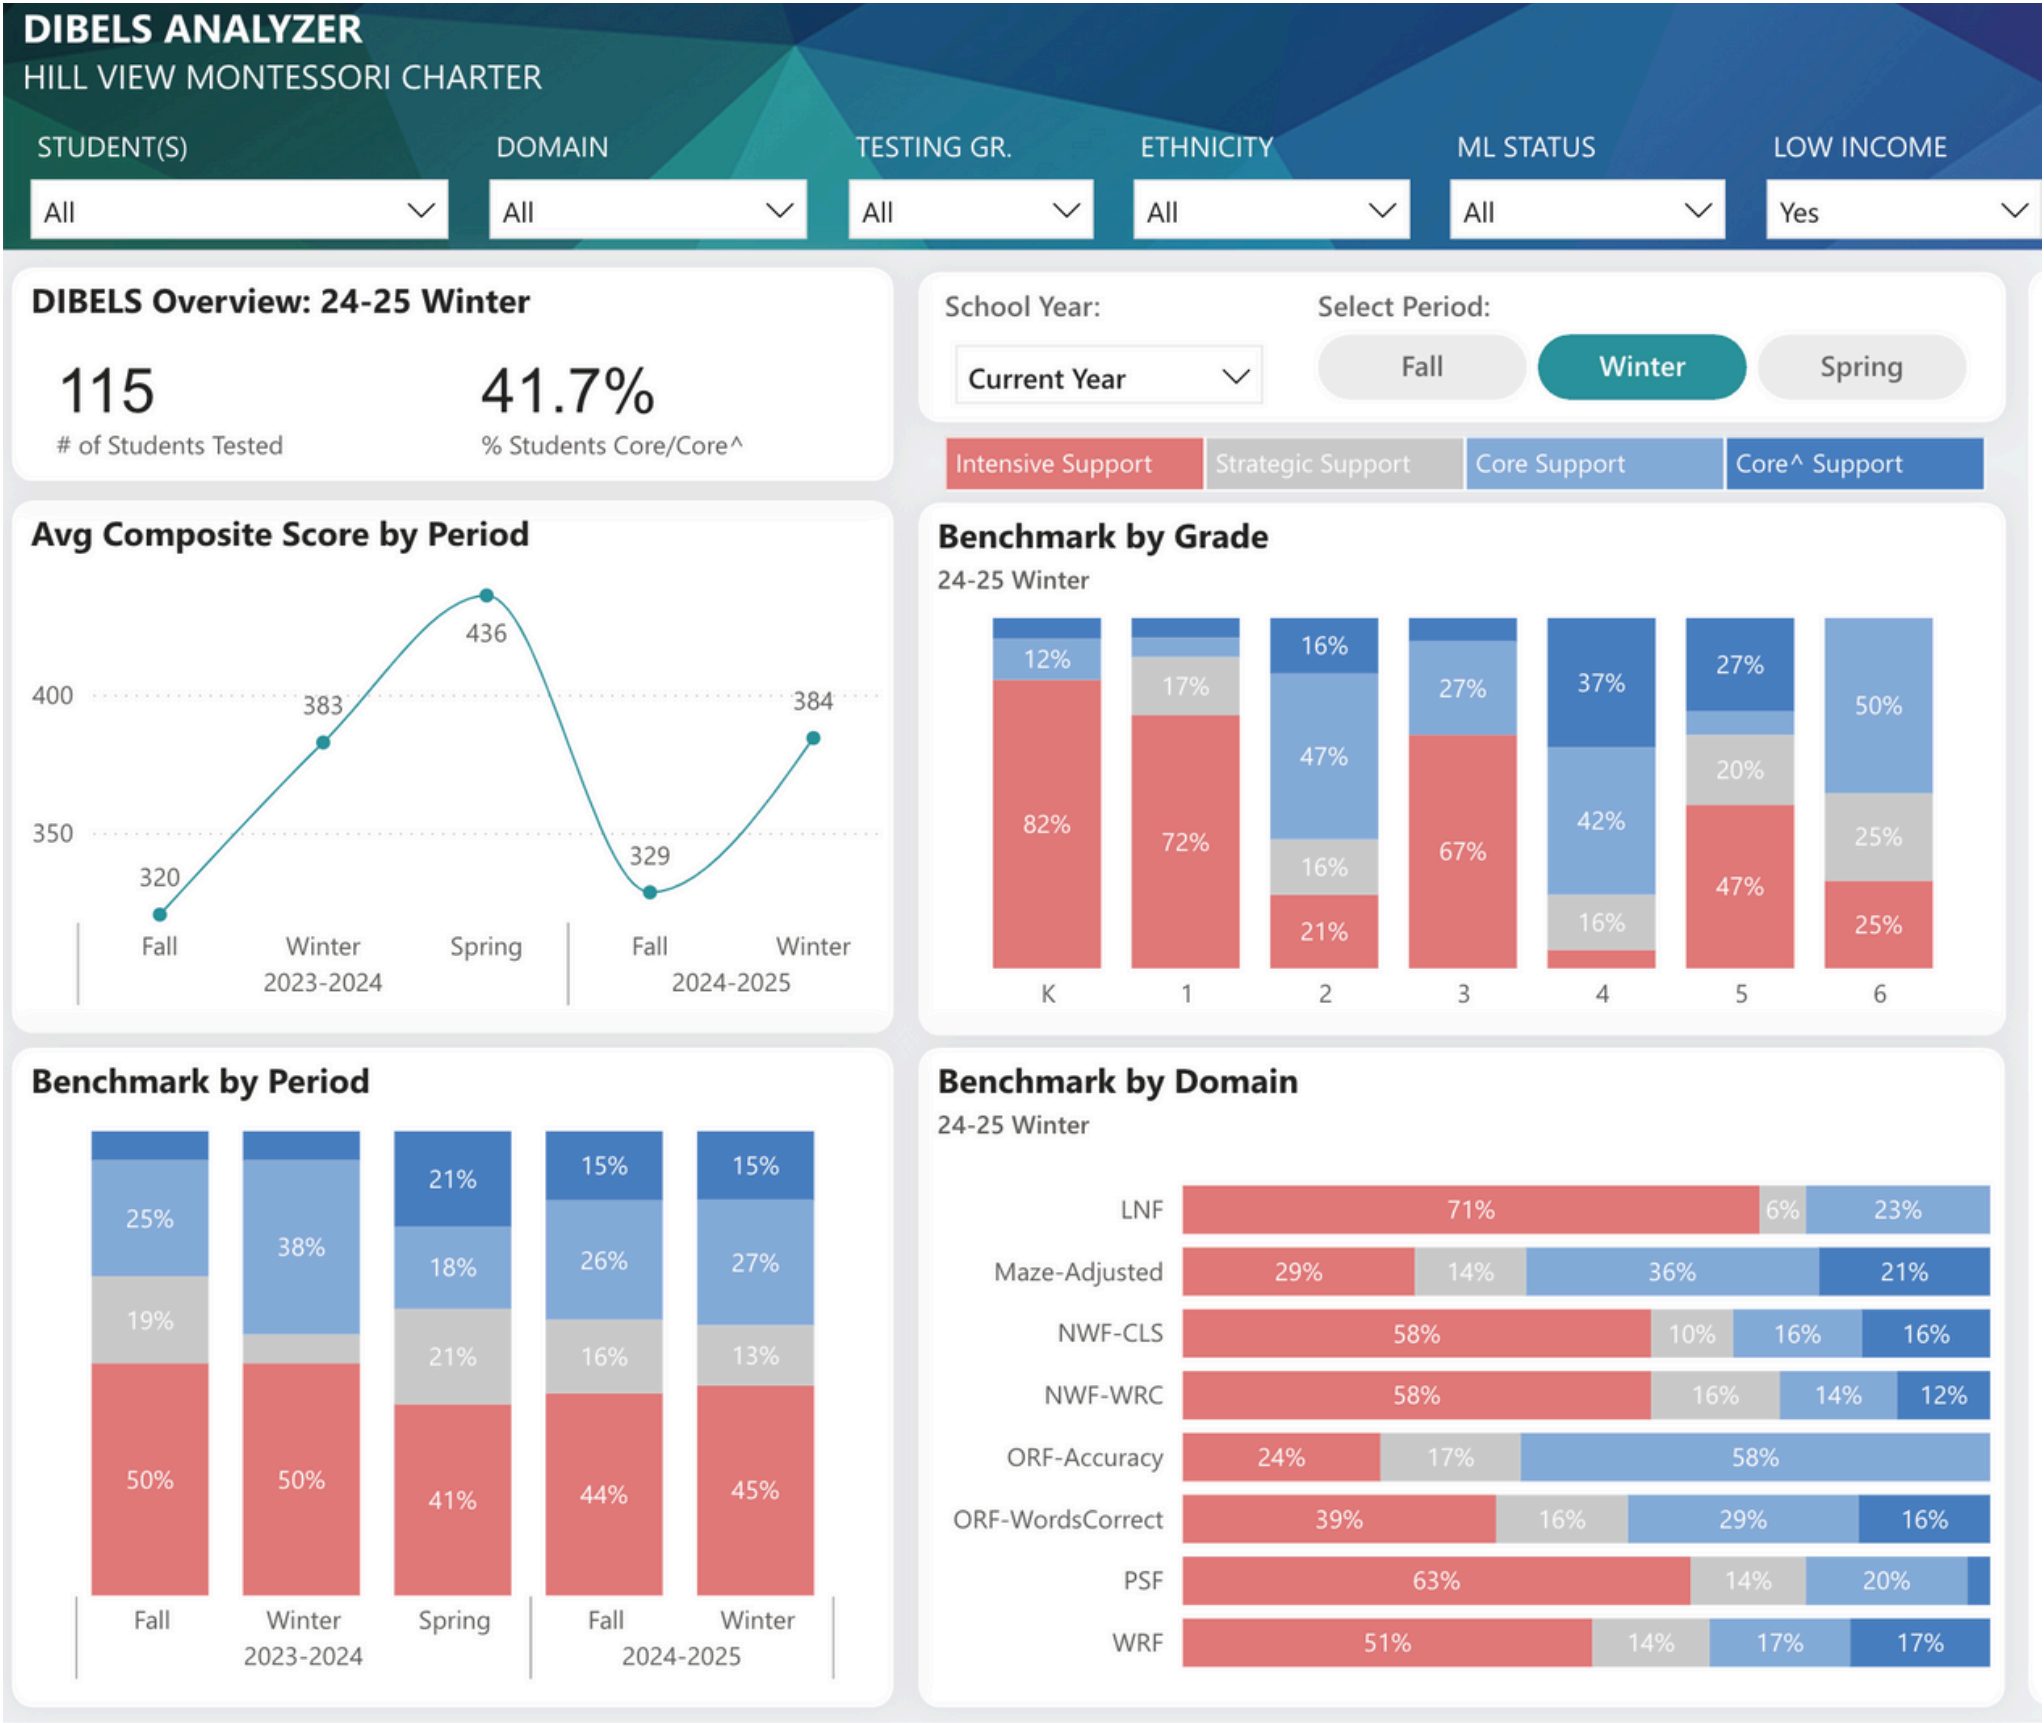 DIBELS ANALYZER
HILL VIEW MONTESSORI CHARTER
STUDENT(S) DOMAIN TESTING GR. ETHNICITY ML STATUS LOW INCOME
All All All All All Yes
DIBELS Overview: 24-25 Winter
115 41.7%
# of Students Tested % Students Core/Core^
School Year: Select Period:
Current Year Fall Winter Spring
Intensive Support Strategic Support Core Support Core^ Support
Avg Composite Score by Period
436
400
383
384
350
329
320
Fall Winter Spring Fall Winter
2023-2024 2024-2025
Benchmark by Grade
24-25 Winter
12% 17% 16% 27% 37% 27% 50%
82% 72% 47% 67% 42% 20% 25%
16% 16% 47% 25%
21%
K 1 2 3 4 5 6
Benchmark by Period
25% 38% 21% 15% 15%
19% 18% 26% 27%
21% 16% 13%
50% 50% 41% 44% 45%
Fall Winter Spring Fall Winter
2023-2024 2024-2025
Benchmark by Domain
24-25 Winter
LNF 71% 6% 23%
Maze-Adjusted 29% 14% 36% 21%
NWF-CLS 58% 10% 16% 16%
NWF-WRC 58% 16% 14% 12%
ORF-Accuracy 24% 17% 58%
ORF-WordsCorrect 39% 16% 29% 16%
PSF 63% 14% 20%
WRF 51% 14% 17% 17%